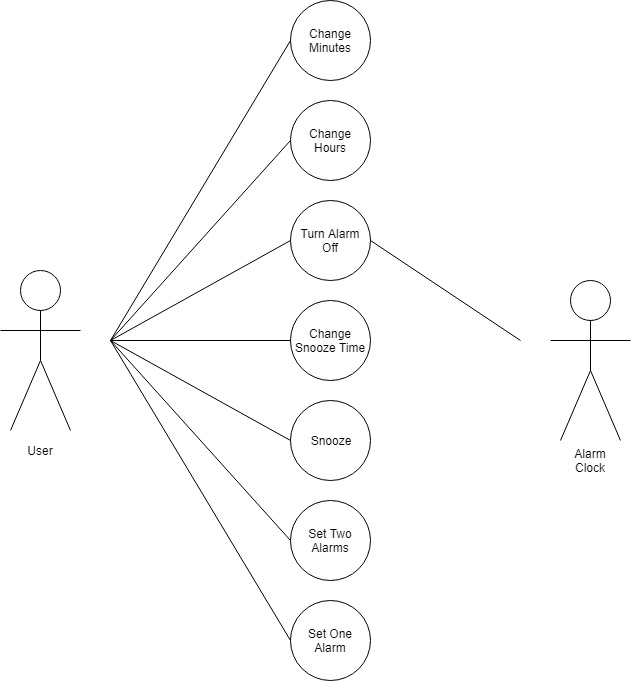 Change
Minutes
Change
Hours
Turn Alarm
Off
Change
Snooze Time
User
Snooze
Alarm
Clock
Set Two
Alarms
Set One
Alarm